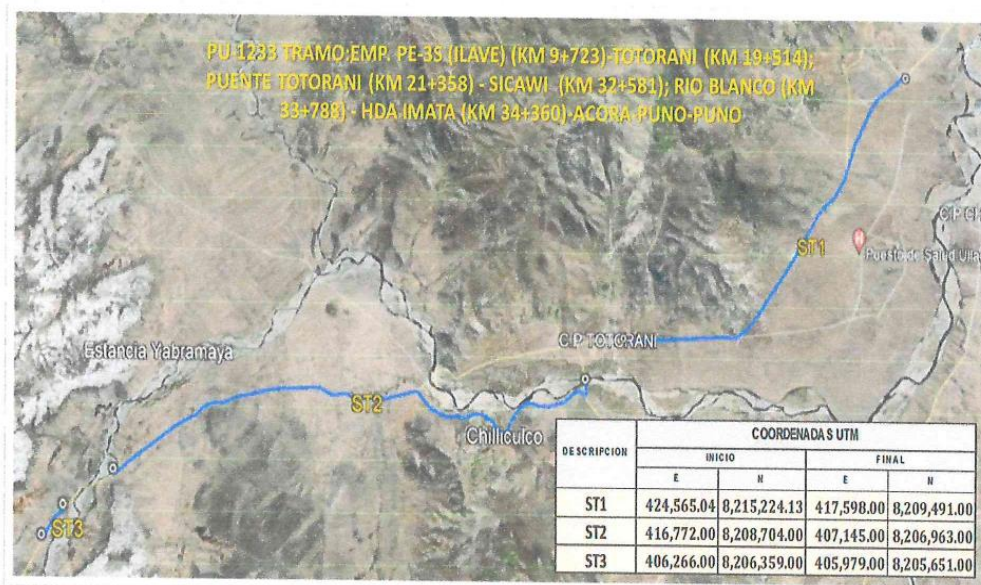 PU-1233 TRAMO:EMP. PE-3S (ILAVE) (KM 9+723)-TOTORANI (KM 19+514);
PUENTE TOTORANI (KM 21+358) - SICAWI (KM 32+581); RIO BLANCO (KM
33+788) - HDA IMATA (KM 34+360)-ACORA-PUNO-PUNO
ST1
Puesto de Salud Villa
C.P. TOTORANI
Estancia Yabramaya
ST2
Chilliculco
ST3
DESCRIPCION COORDENADAS UTM
INICIO FINAL
E N E N
ST1 424,565.04 8,215,224.13 417,598.00 8,209,491.00
ST2 416,772.00 8,208,704.00 407,145.00 8,206,963.00
ST3 406,266.00 8,206,359.00 405,979.00 8,205,651.00